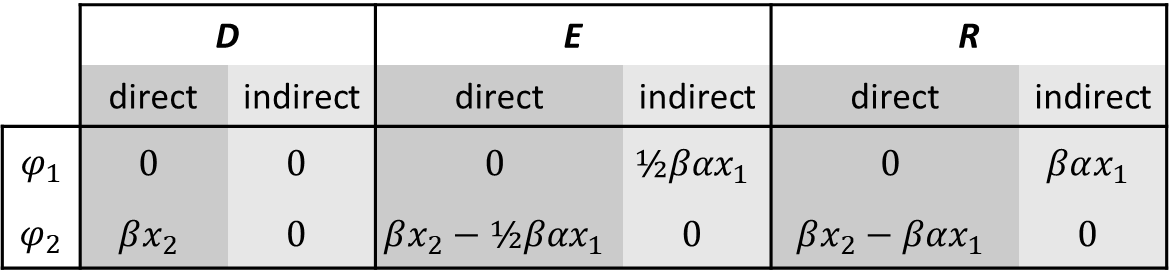 D E R
direct indirect direct indirect direct indirect
φ₁ 0 0 0 ½βαx₁ 0 βαx₁
φ₂ βx₂ 0 βx₂ − ½βαx₁ 0 βx₂ − βαx₁ 0